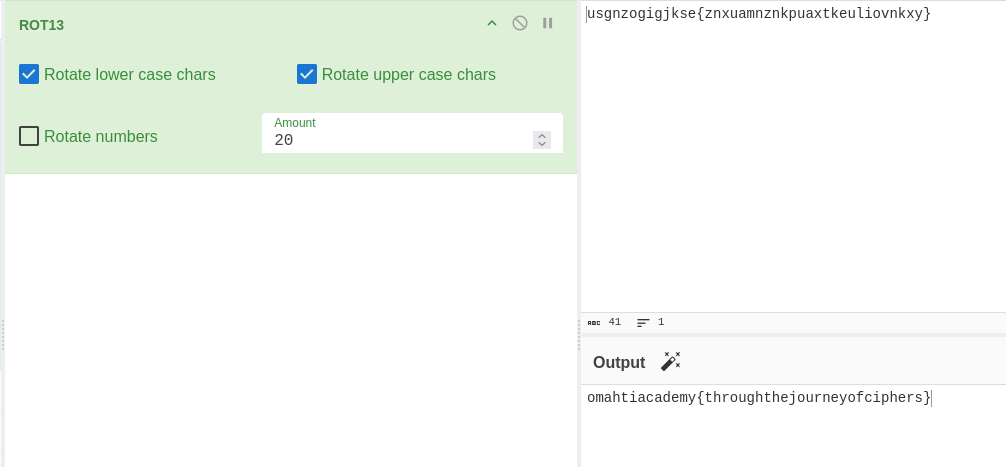 ROT13
Rotate lower case chars
Rotate upper case chars
Rotate numbers
Amount
20
usgnzogigjkse{znxuamnznkpuaxtkeuliovnkxy}
ABC 41 1
Output
omahtiacademy{throughthejourneyofciphers}